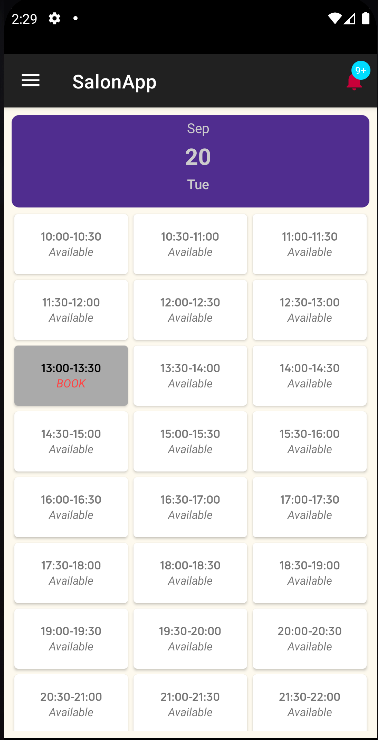 2:29
SalonApp
9+
Sep
20
Tue
10:00-10:30
Available
10:30-11:00
Available
11:00-11:30
Available
11:30-12:00
Available
12:00-12:30
Available
12:30-13:00
Available
13:00-13:30
BOOK
13:30-14:00
Available
14:00-14:30
Available
14:30-15:00
Available
15:00-15:30
Available
15:30-16:00
Available
16:00-16:30
Available
16:30-17:00
Available
17:00-17:30
Available
17:30-18:00
Available
18:00-18:30
Available
18:30-19:00
Available
19:00-19:30
Available
19:30-20:00
Available
20:00-20:30
Available
20:30-21:00
Available
21:00-21:30
Available
21:30-22:00
Available